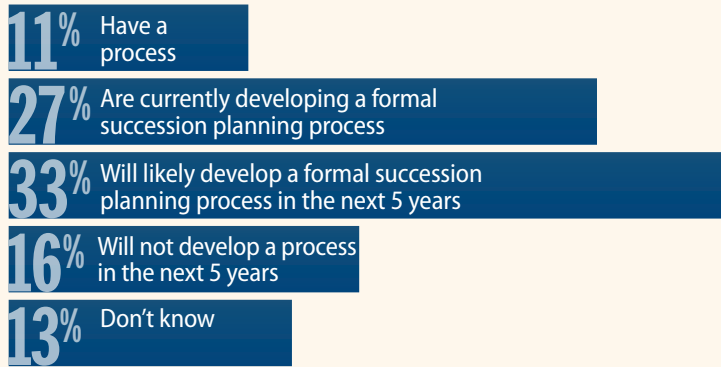 11% Have a
process
27% Are currently developing a formal
succession planning process
33% Will likely develop a formal succession
planning process in the next 5 years
16% Will not develop a process
in the next 5 years
13% Don’t know